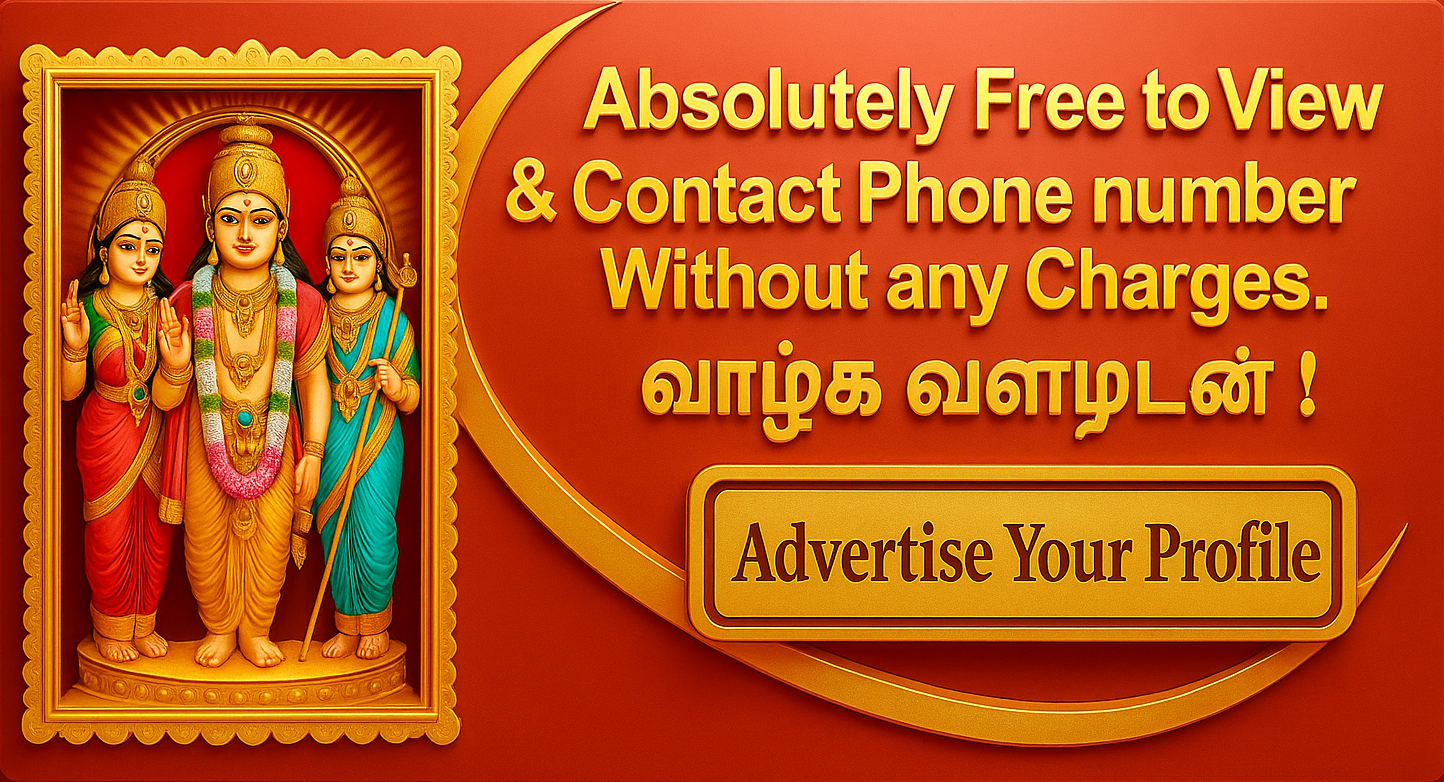 Absolutely Free to View
& Contact Phone number
Without any Charges.
வாழ்க வளமுடன் !
Advertise Your Profile